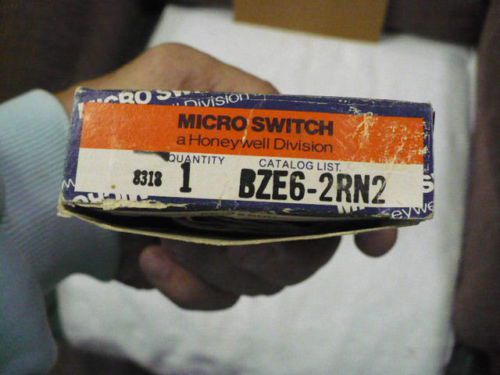 MICRO SWITCH
a Honeywell Division
QUANTITY CATALOG LIST.
8318 1 BZE6-2RN2